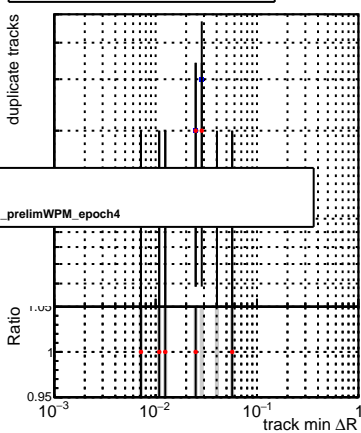 duplicate tracks
_prelimWPM_epoch4
Ratio
1.05
1
0.95
10−3
10−2
10−1
1
track min ΔR